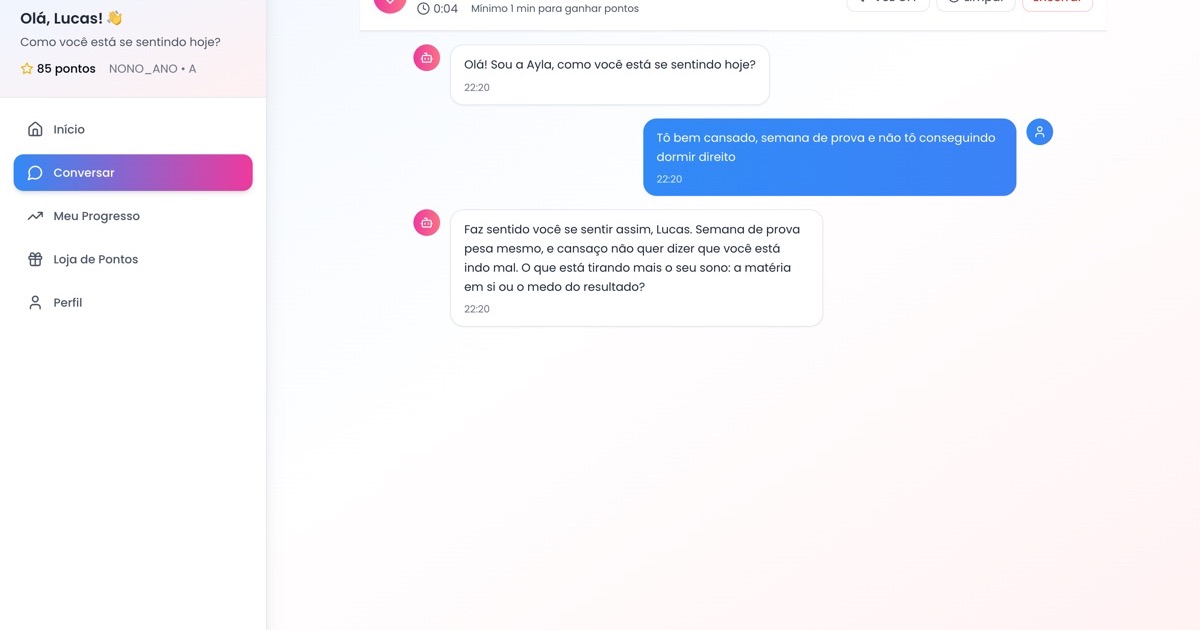 Olá, Lucas! 👋
Como você está se sentindo hoje?
85 pontos NONO_ANO • A
Início
Conversar
Meu Progresso
Loja de Pontos
Perfil
0:04 Mínimo 1 min para ganhar pontos
Limpar
Encerrar
Olá! Sou a Ayla, como você está se sentindo hoje?
22:20
Tô bem cansado, semana de prova e não tô conseguindo
dormir direito
22:20
Faz sentido você se sentir assim, Lucas. Semana de prova
pesa mesmo, e cansaço não quer dizer que você está
indo mal. O que está tirando mais o seu sono: a matéria
em si ou o medo do resultado?
22:20